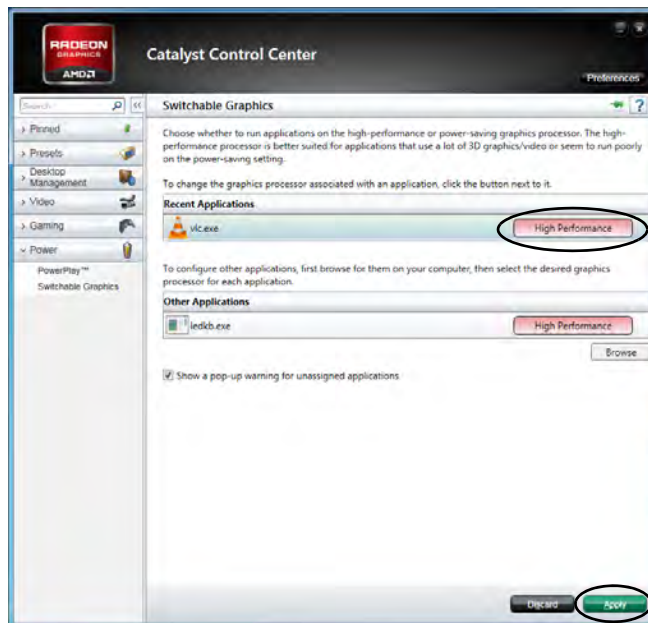 RADEON
GRAPHICS
AMD
Catalyst Control Center
Preferences
Search
Switchable Graphics
?
Pinned
Presets
Desktop
Management
Video
Gaming
Power
PowerPlay™
Switchable Graphics
Choose whether to run applications on the high-performance or power-saving graphics processor. The high-
performance processor is better suited for applications that use a lot of 3D graphics/video or seem to run poorly
on the power-saving setting.
To change the graphics processor associated with an application, click the button next to it.
Recent Applications
vlc.exe
High Performance
To configure other applications, first browse for them on your computer, then select the desired graphics
processor for each application.
Other Applications
ledkb.exe
High Performance
Browse
Show a pop-up warning for unassigned applications
Discard
Apply